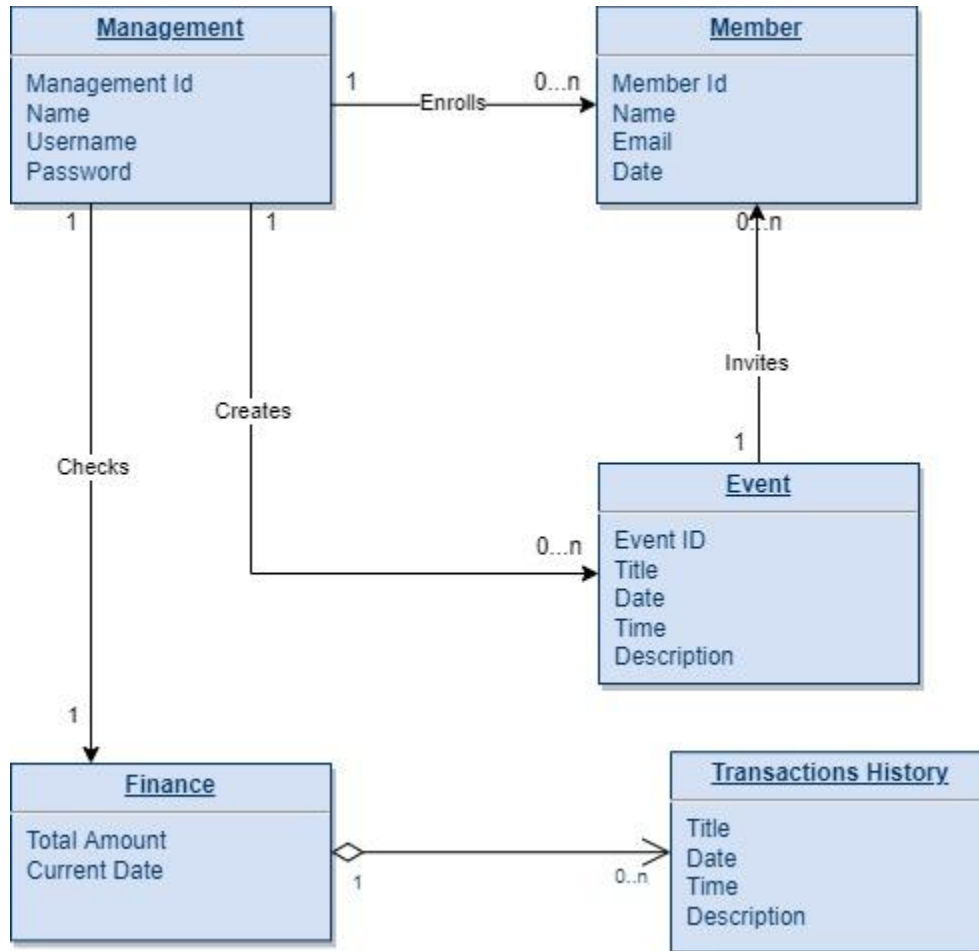 Management
Management Id
Name
Username
Password
1
Enrolls
0...n
Member
Member Id
Name
Email
Date
1
1
0...n
Creates
Invites
Checks
1
0...n
Event
Event ID
Title
Date
Time
Description
1
Finance
Total Amount
Current Date
1
0..n
Transactions History
Title
Date
Time
Description